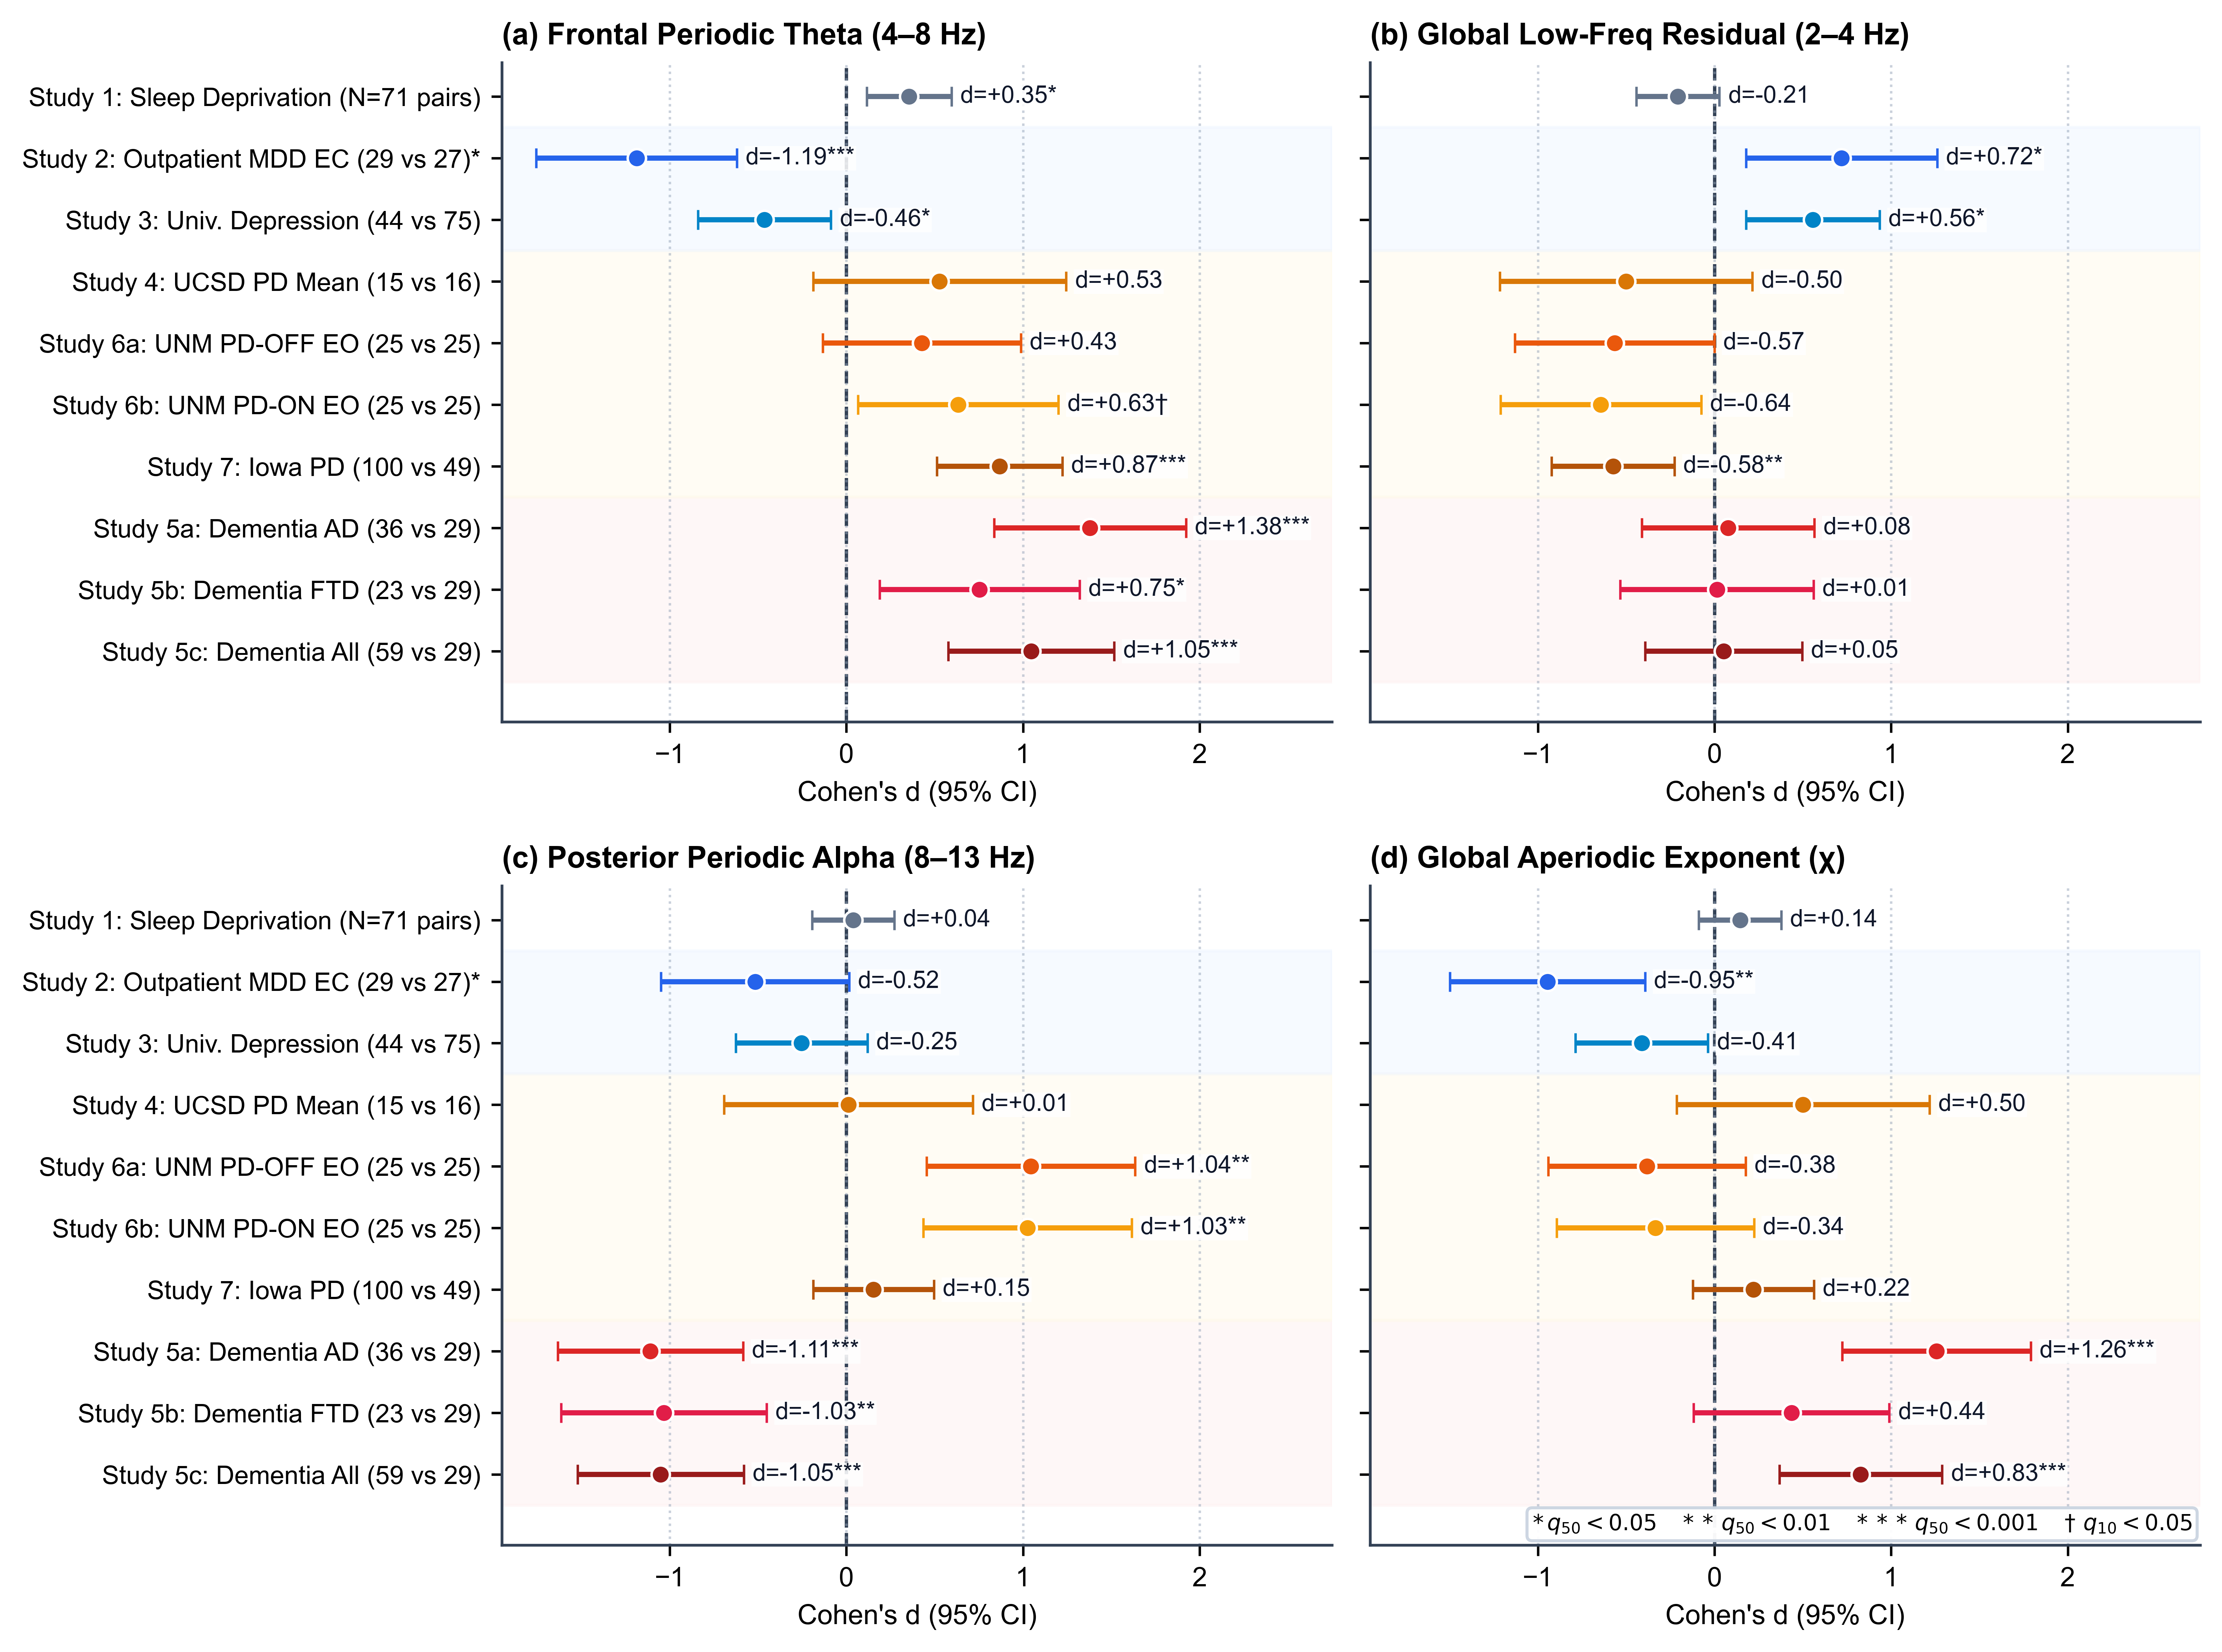 (a) Frontal Periodic Theta (4–8 Hz)
Study 1: Sleep Deprivation (N=71 pairs)
d=+0.35*
Study 2: Outpatient MDD EC (29 vs 27)*
d=-1.19***
Study 3: Univ. Depression (44 vs 75)
d=-0.46*
Study 4: UCSD PD Mean (15 vs 16)
d=+0.53
Study 6a: UNM PD-OFF EO (25 vs 25)
d=+0.43
Study 6b: UNM PD-ON EO (25 vs 25)
d=+0.63†
Study 7: Iowa PD (100 vs 49)
d=+0.87***
Study 5a: Dementia AD (36 vs 29)
d=+1.38***
Study 5b: Dementia FTD (23 vs 29)
d=+0.75*
Study 5c: Dementia All (59 vs 29)
d=+1.05***
−1 0 1 2
Cohen's d (95% CI)
(b) Global Low-Freq Residual (2–4 Hz)
d=-0.21
d=+0.72*
d=+0.56*
d=-0.50
d=-0.57
d=-0.64
d=-0.58**
d=+0.08
d=+0.01
d=+0.05
−1 0 1 2
Cohen's d (95% CI)
(c) Posterior Periodic Alpha (8–13 Hz)
Study 1: Sleep Deprivation (N=71 pairs)
d=+0.04
Study 2: Outpatient MDD EC (29 vs 27)*
d=-0.52
Study 3: Univ. Depression (44 vs 75)
d=-0.25
Study 4: UCSD PD Mean (15 vs 16)
d=+0.01
Study 6a: UNM PD-OFF EO (25 vs 25)
d=+1.04**
Study 6b: UNM PD-ON EO (25 vs 25)
d=+1.03**
Study 7: Iowa PD (100 vs 49)
d=+0.15
Study 5a: Dementia AD (36 vs 29)
d=-1.11***
Study 5b: Dementia FTD (23 vs 29)
d=-1.03**
Study 5c: Dementia All (59 vs 29)
d=-1.05***
−1 0 1 2
Cohen's d (95% CI)
(d) Global Aperiodic Exponent (χ)
d=+0.14
d=-0.95**
d=-0.41
d=+0.50
d=-0.38
d=-0.34
d=+0.22
d=+1.26***
d=+0.44
d=+0.83***
* q50 < 0.05 ** q50 < 0.01 *** q50 < 0.001 † q10 < 0.05
−1 0 1 2
Cohen's d (95% CI)